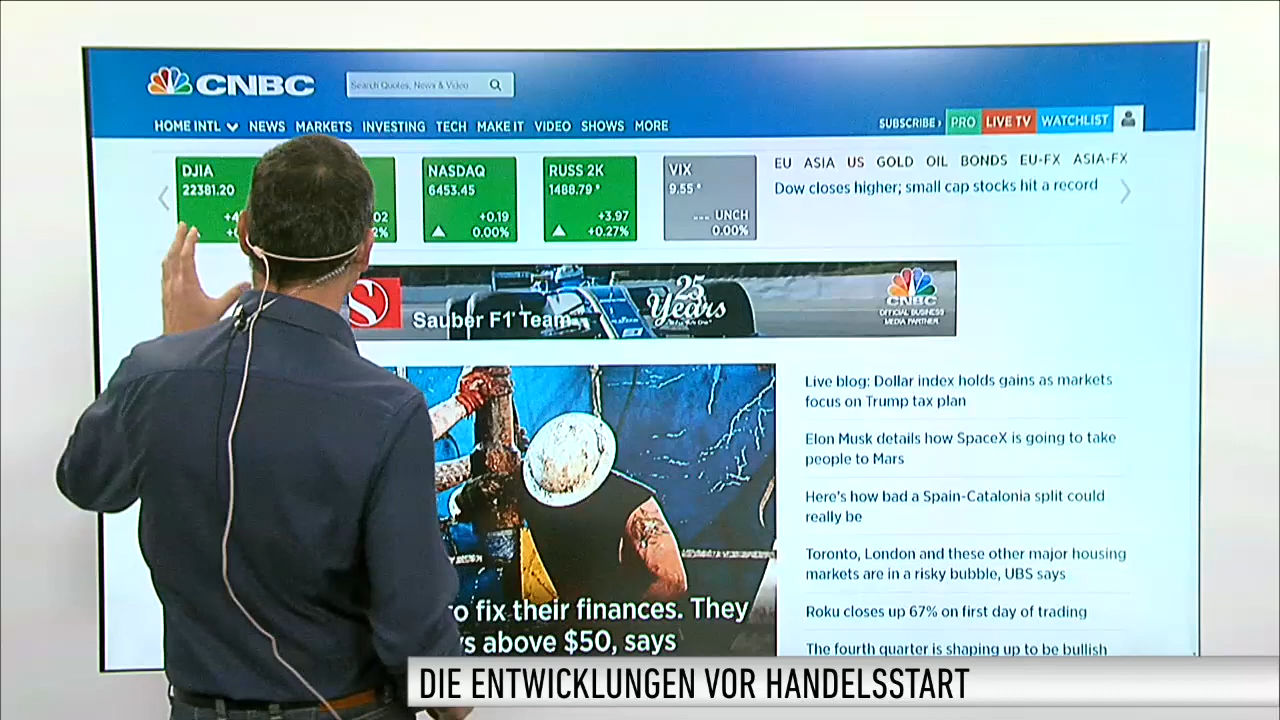 CNBC
Search Quotes, News & Video
HOME INTL NEWS MARKETS INVESTING TECH MAKE IT VIDEO SHOWS MORE
SUBSCRIBE PRO LIVE TV WATCHLIST
DJIA
22381.20
NASDAQ
6453.45
+0.19
0.00%
RUSS 2K
1488.79
+3.97
+0.27%
VIX
9.55
--- UNCH
0.00%
EU ASIA US GOLD OIL BONDS EU-FX ASIA-FX
Dow closes higher; small cap stocks hit a record
Sauber F1 Team
25
Years
CNBC
OFFICIAL BUSINESS
MEDIA PARTNER
Live blog: Dollar index holds gains as markets
focus on Trump tax plan
Elon Musk details how SpaceX is going to take
people to Mars
Here's how bad a Spain-Catalonia split could
really be
Toronto, London and these other major housing
markets are in a risky bubble, UBS says
Roku closes up 67% on first day of trading
The fourth quarter is shaping up to be bullish
fix their finances. They
above $50, says
DIE ENTWICKLUNGEN VOR HANDELSSTART